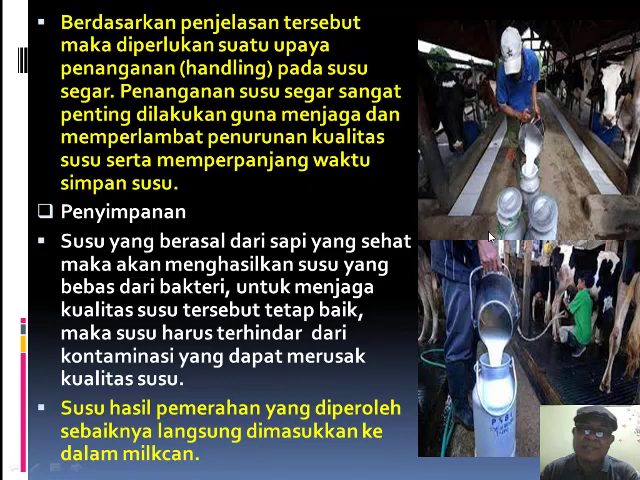 Berdasarkan penjelasan tersebut
maka diperlukan suatu upaya
penanganan (handling) pada susu
segar. Penanganan susu segar sangat
penting dilakukan guna menjaga dan
memperlambat penurunan kualitas
susu serta memperpanjang waktu
simpan susu.
Penyimpanan
Susu yang berasal dari sapi yang sehat
maka akan menghasilkan susu yang
bebas dari bakteri, untuk menjaga
kualitas susu tersebut tetap baik,
maka susu harus terhindar dari
kontaminasi yang dapat merusak
kualitas susu.
Susu hasil pemerahan yang diperoleh
sebaiknya langsung dimasukkan ke
dalam milkcan.